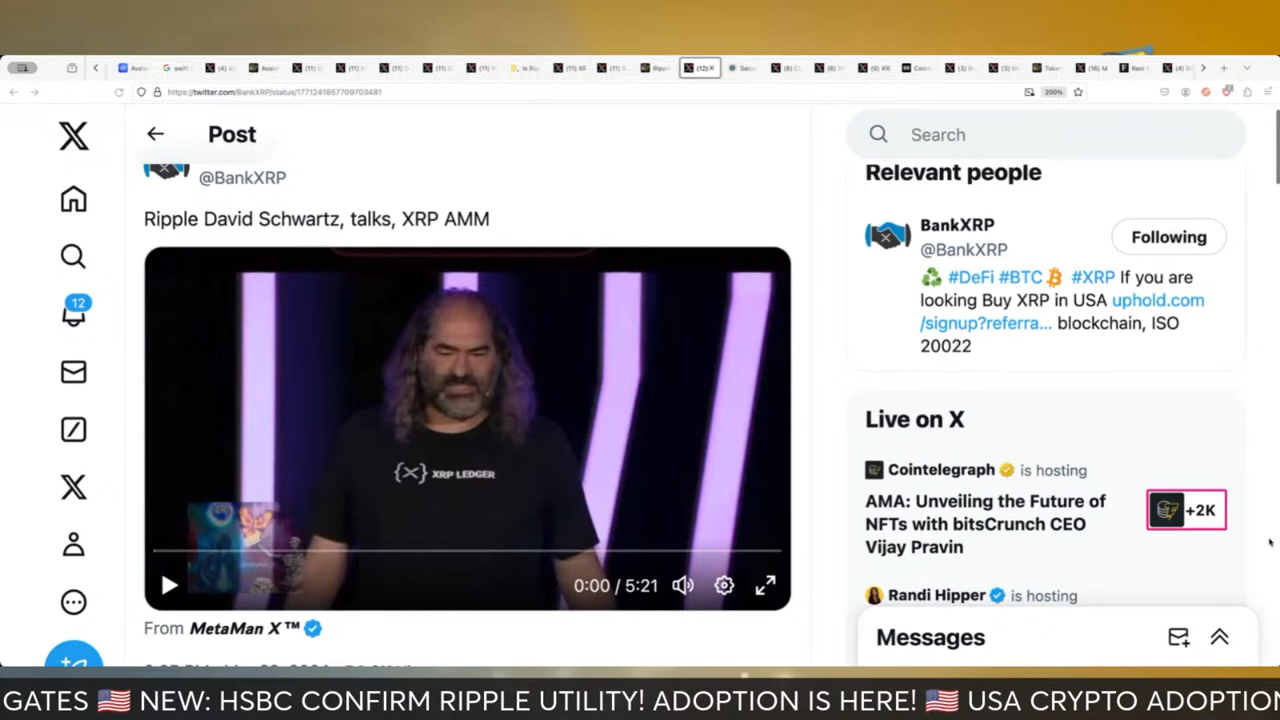 https://twitter.com/BankXRP/status/1771241857709703481
200%
Post
Search
@BankXRP
Ripple David Schwartz, talks, XRP AMM
{X} XRP LEDGER
0:00 / 5:21
From MetaMan X ™
12
Relevant people
BankXRP
@BankXRP
Following
♻️ #DeFi #BTC #XRP If you are
looking Buy XRP in USA uphold.com
/signup?referra... blockchain, ISO
20022
Live on X
Cointelegraph is hosting
AMA: Unveiling the Future of
NFTs with bitsCrunch CEO
Vijay Pravin
+2K
Randi Hipper is hosting
Messages
GATES 🇺🇸 NEW: HSBC CONFIRM RIPPLE UTILITY! ADOPTION IS HERE! 🇺🇸 USA CRYPTO ADOPTION